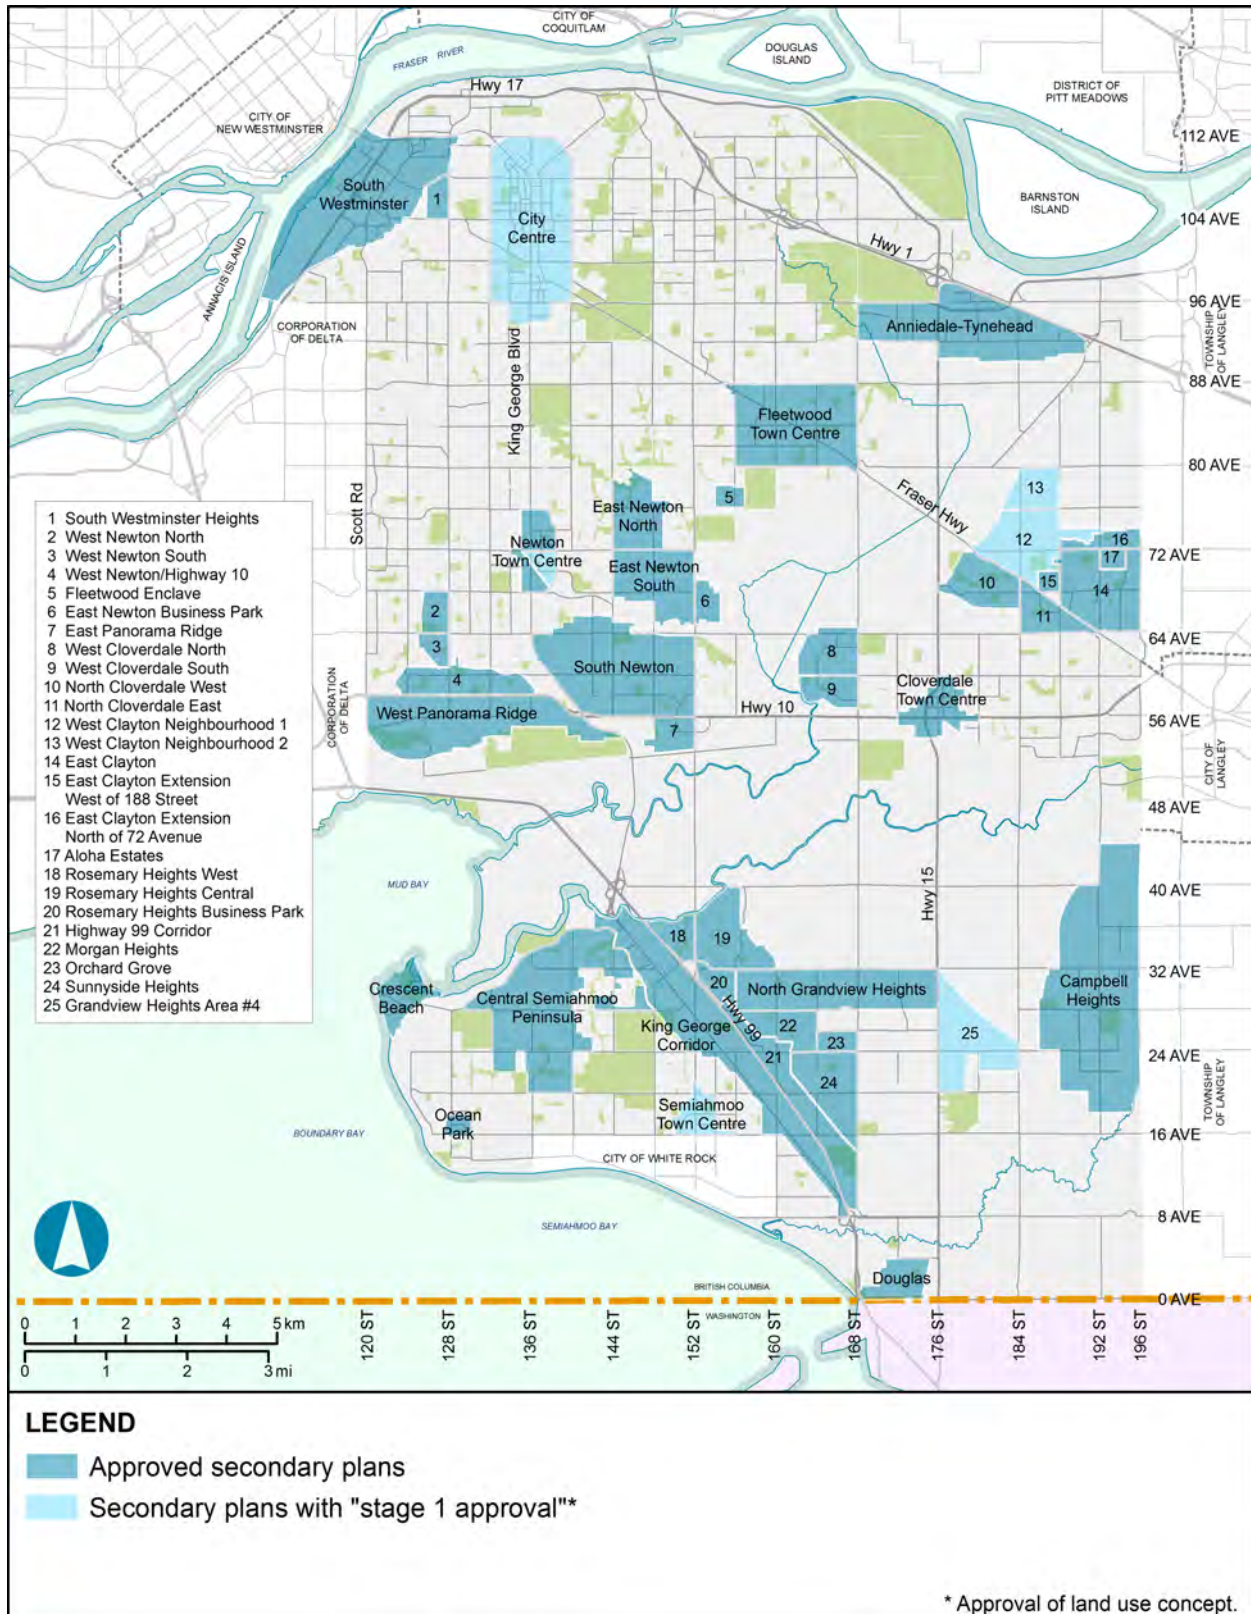 CITY OF
COQUITLAM
DOUGLAS
ISLAND
FRASER RIVER
Hwy 17
DISTRICT OF
PITT MEADOWS
CITY OF
NEW WESTMINSTER
112 AVE
South
Westminster
1
City
Centre
BARNSTON
ISLAND
104 AVE
Hwy 1
ANNACIS ISLAND
96 AVE
CORPORATION
OF DELTA
King George Blvd
Anniedale-Tynehead
TOWNSHIP
OF LANGLEY
88 AVE
Fleetwood
Town Centre
80 AVE
Scott Rd
Fraser Hwy
13
5
East Newton
North
Newton
Town Centre
12
16
72 AVE
17
East Newton
South
10
15
14
6
2
11
64 AVE
3
8
South Newton
4
9
Cloverdale
Town Centre
CORPORATION
OF DELTA
West Panorama Ridge
Hwy 10
56 AVE
7
CITY OF
LANGLEY
48 AVE
1 South Westminster Heights
2 West Newton North
3 West Newton South
4 West Newton/Highway 10
5 Fleetwood Enclave
6 East Newton Business Park
7 East Panorama Ridge
8 West Cloverdale North
9 West Cloverdale South
10 North Cloverdale West
11 North Cloverdale East
12 West Clayton Neighbourhood 1
13 West Clayton Neighbourhood 2
14 East Clayton
15 East Clayton Extension
West of 188 Street
16 East Clayton Extension
North of 72 Avenue
17 Aloha Estates
18 Rosemary Heights West
19 Rosemary Heights Central
20 Rosemary Heights Business Park
21 Highway 99 Corridor
22 Morgan Heights
23 Orchard Grove
24 Sunnyside Heights
25 Grandview Heights Area #4
MUD BAY
Hwy 15
40 AVE
18
19
32 AVE
Crescent
Beach
Central Semiahmoo
Peninsula
20
North Grandview Heights
Campbell
Heights
King George
Corridor
Hwy 99
22
23
25
21
24 AVE
24
TOWNSHIP
OF LANGLEY
Semiahmoo
Town Centre
Ocean
Park
BOUNDARY BAY
16 AVE
CITY OF WHITE ROCK
SEMIAHMOO BAY
8 AVE
Douglas
BRITISH COLUMBIA
0 AVE
WASHINGTON
0 1 2 3 4 5 km
0 1 2 3 mi
120 ST
128 ST
136 ST
144 ST
152 ST
160 ST
168 ST
176 ST
184 ST
192 ST
196 ST
LEGEND
Approved secondary plans
Secondary plans with "stage 1 approval"*
* Approval of land use concept.